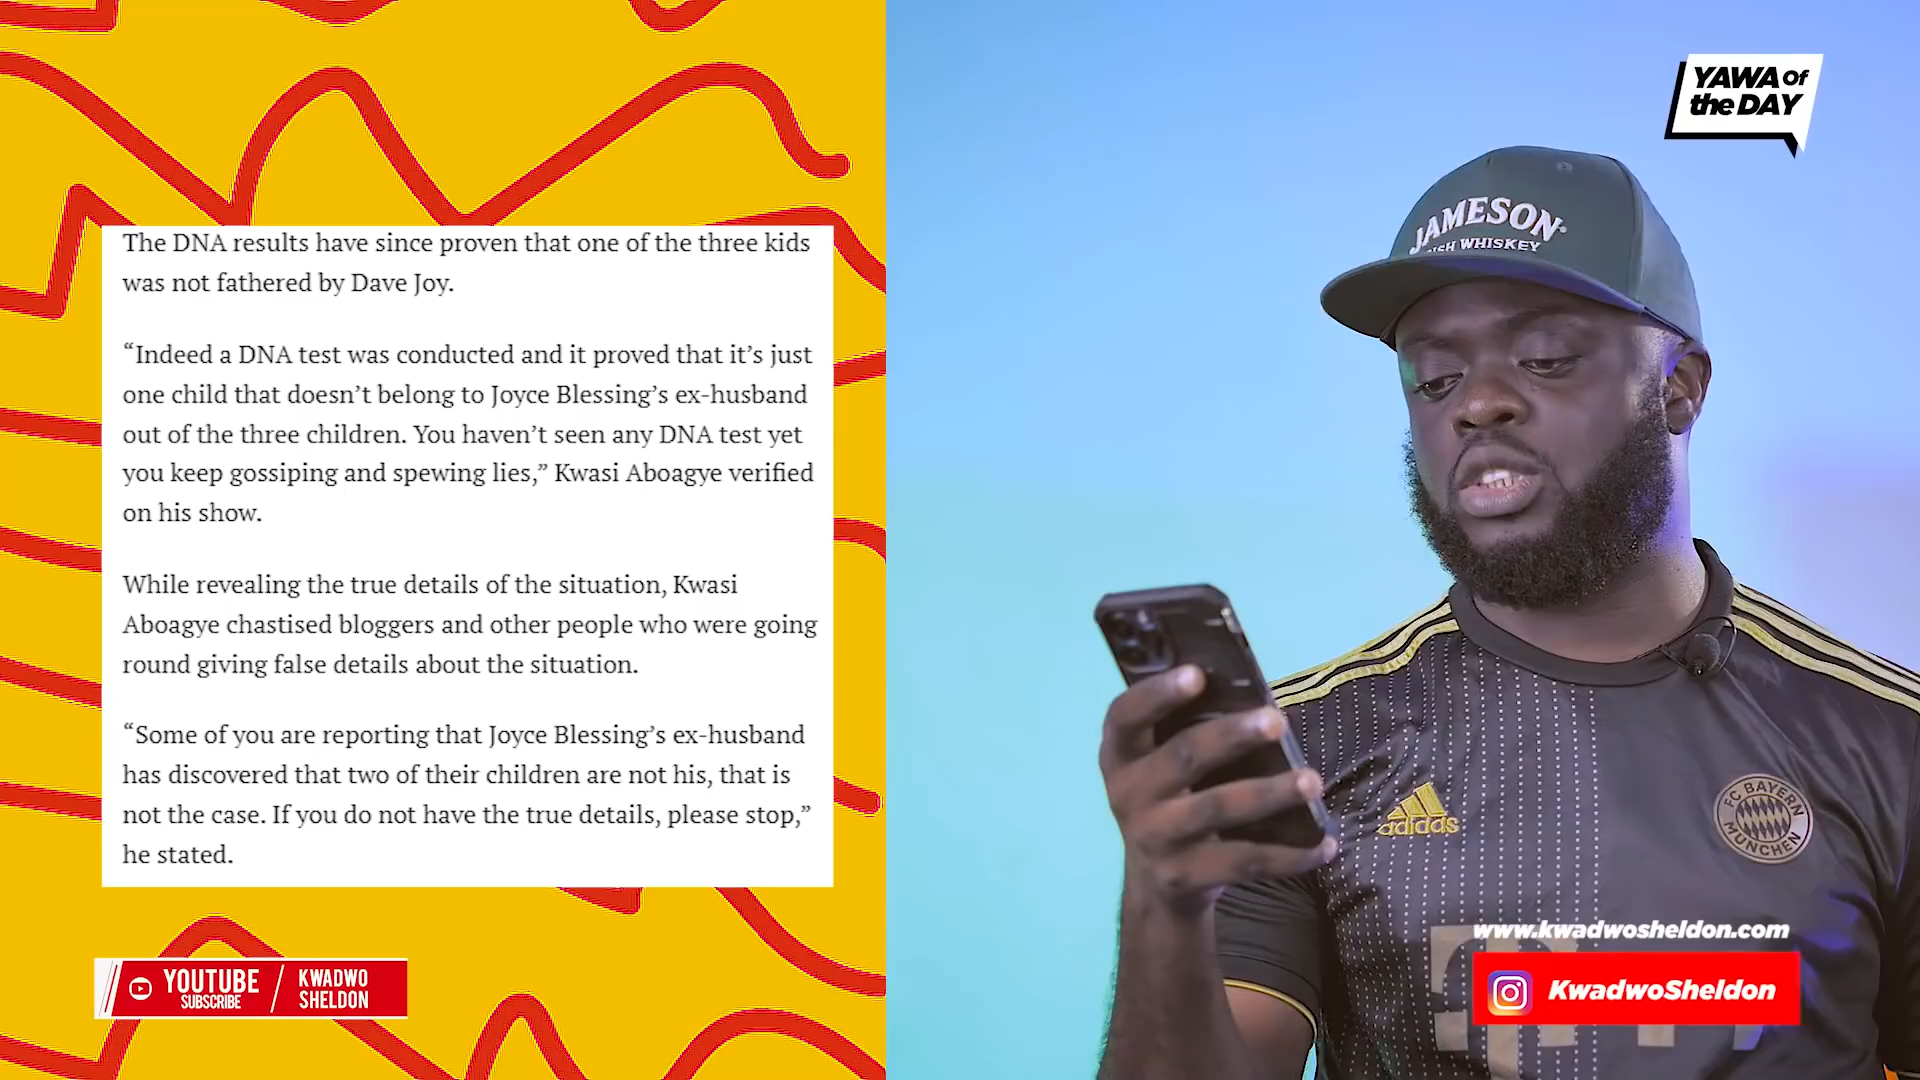 The DNA results have since proven that one of the three kids
was not fathered by Dave Joy.
“Indeed a DNA test was conducted and it proved that it’s just
one child that doesn’t belong to Joyce Blessing’s ex-husband
out of the three children. You haven’t seen any DNA test yet
you keep gossiping and spewing lies,” Kwasi Aboagye verified
on his show.
While revealing the true details of the situation, Kwasi
Aboagye chastised bloggers and other people who were going
round giving false details about the situation.
“Some of you are reporting that Joyce Blessing’s ex-husband
has discovered that two of their children are not his, that is
not the case. If you do not have the true details, please stop,”
he stated.
YOUTUBE
SUBSCRIBE
KWADWO
SHELDON
YAWA of
the DAY
JAMESON
WHISKEY
adidas
FC BAYERN
MÜNCHEN
www.kwadwosheldon.com
KwadwoSheldon